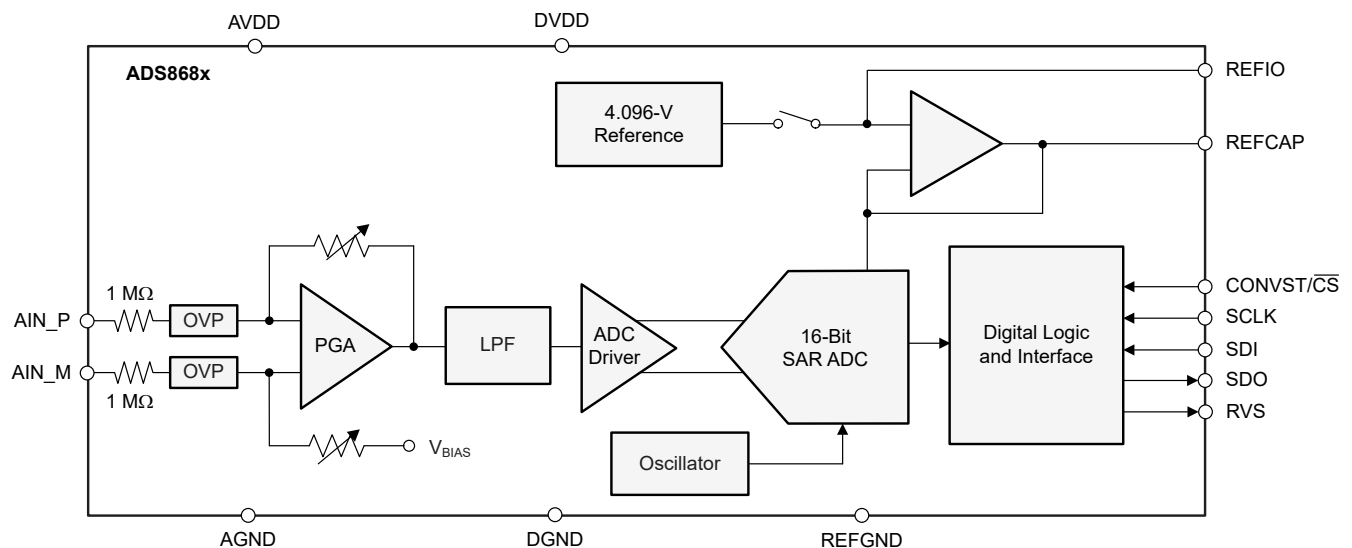 AVDD
DVDD
ADS868x
REFIO
4.096-V
Reference
REFCAP
1 MΩ
OVP
AIN_P
PGA
LPF
ADC
Driver
16-Bit
SAR ADC
Digital Logic
and Interface
CONVST/C̅S̅
SCLK
SDI
SDO
RVS
AIN_M
OVP
1 MΩ
VBIAS
Oscillator
AGND
DGND
REFGND